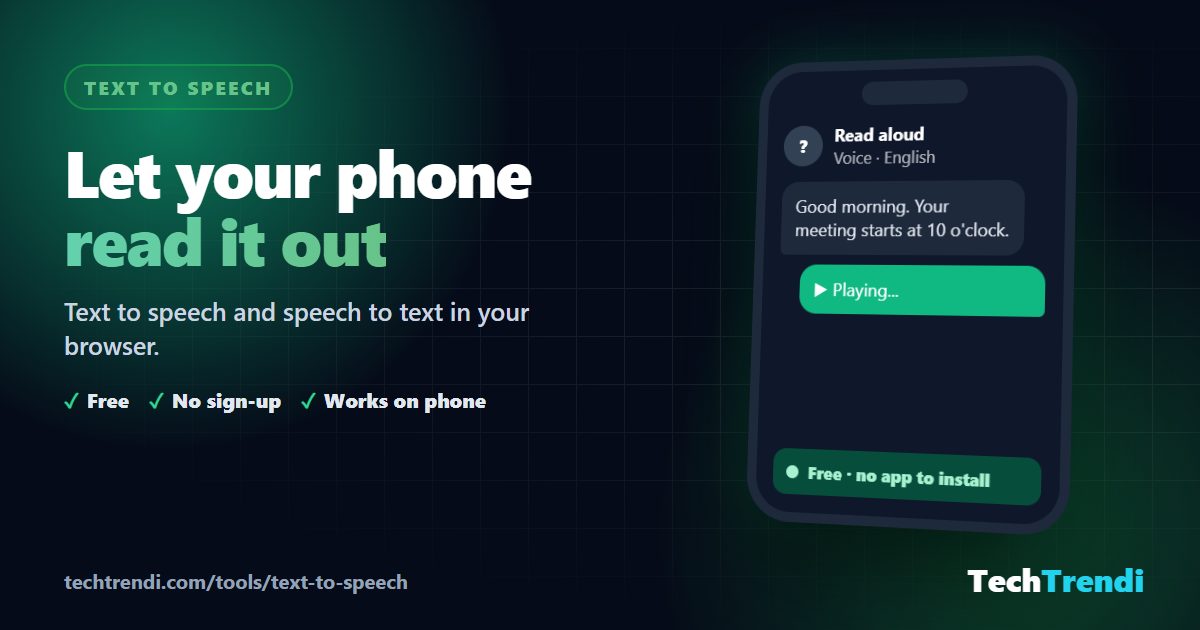 TEXT TO SPEECH
Let your phone
read it out
Text to speech and speech to text in your
browser.
✓ Free ✓ No sign-up ✓ Works on phone
techtrendi.com/tools/text-to-speech
?
Read aloud
Voice · English
Good morning. Your
meeting starts at 10 o'clock.
▶ Playing...
● Free · no app to install
TechTrendi